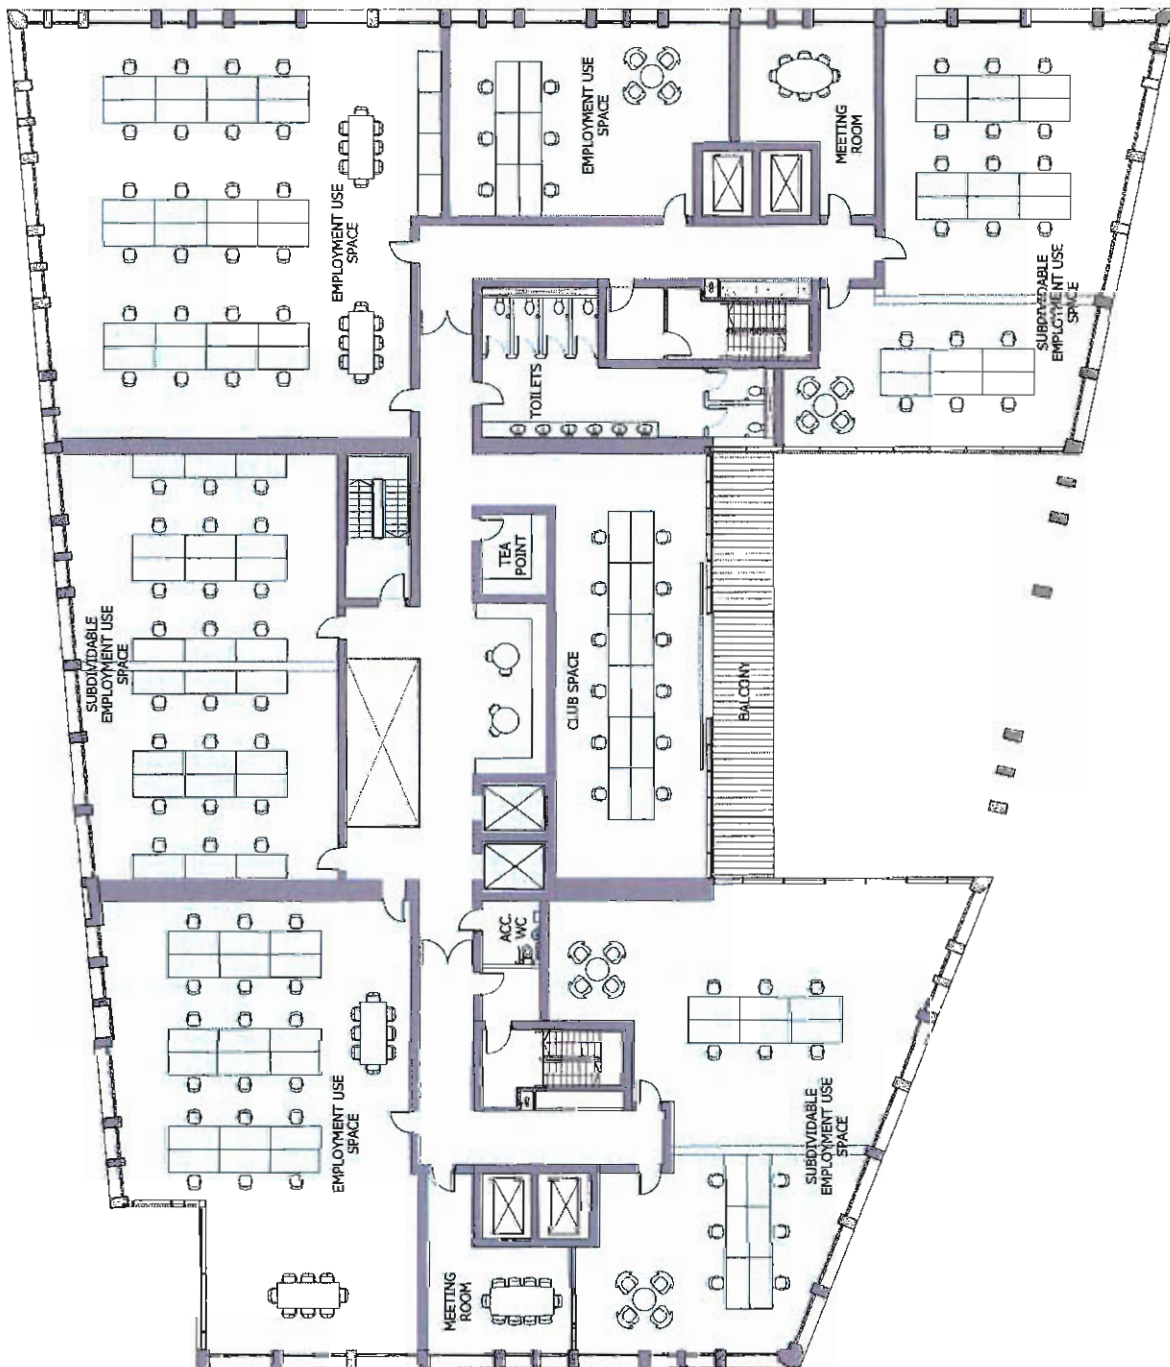 EMPLOYMENT USE
SPACE
EMPLOYMENT USE
SPACE
MEETING
ROOM
SUBDIVIDABLE
EMPLOYMENT USE
SPACE
TOILETS
SUBDIVIDABLE
EMPLOYMENT USE
SPACE
TEA
POINT
CLUB SPACE
BALCONY
ACC.
WC
EMPLOYMENT USE
SPACE
SUBDIVIDABLE
EMPLOYMENT USE
SPACE
MEETING
ROOM